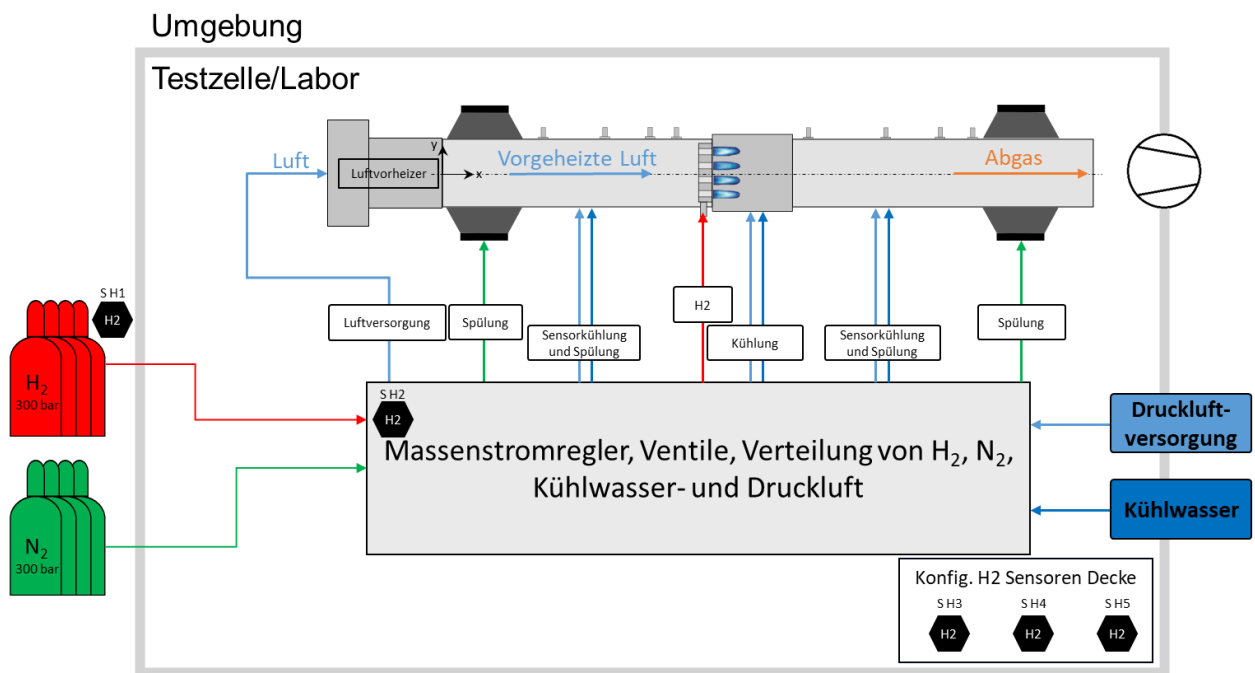 Umgebung
Testzelle/Labor
Luft
Luftvorheizer
y
x
Vorgeheizte Luft
Abgas
S H1
H2
H2
300 bar
Luftversorgung
Spülung
Sensorkühlung
und Spülung
H2
Kühlung
Sensorkühlung
und Spülung
Spülung
S H2
H2
Massenstromregler, Ventile, Verteilung von H2, N2,
Kühlwasser- und Druckluft
Druckluft-
versorgung
Kühlwasser
N2
300 bar
Konfig. H2 Sensoren Decke
S H3
S H4
S H5
H2
H2
H2